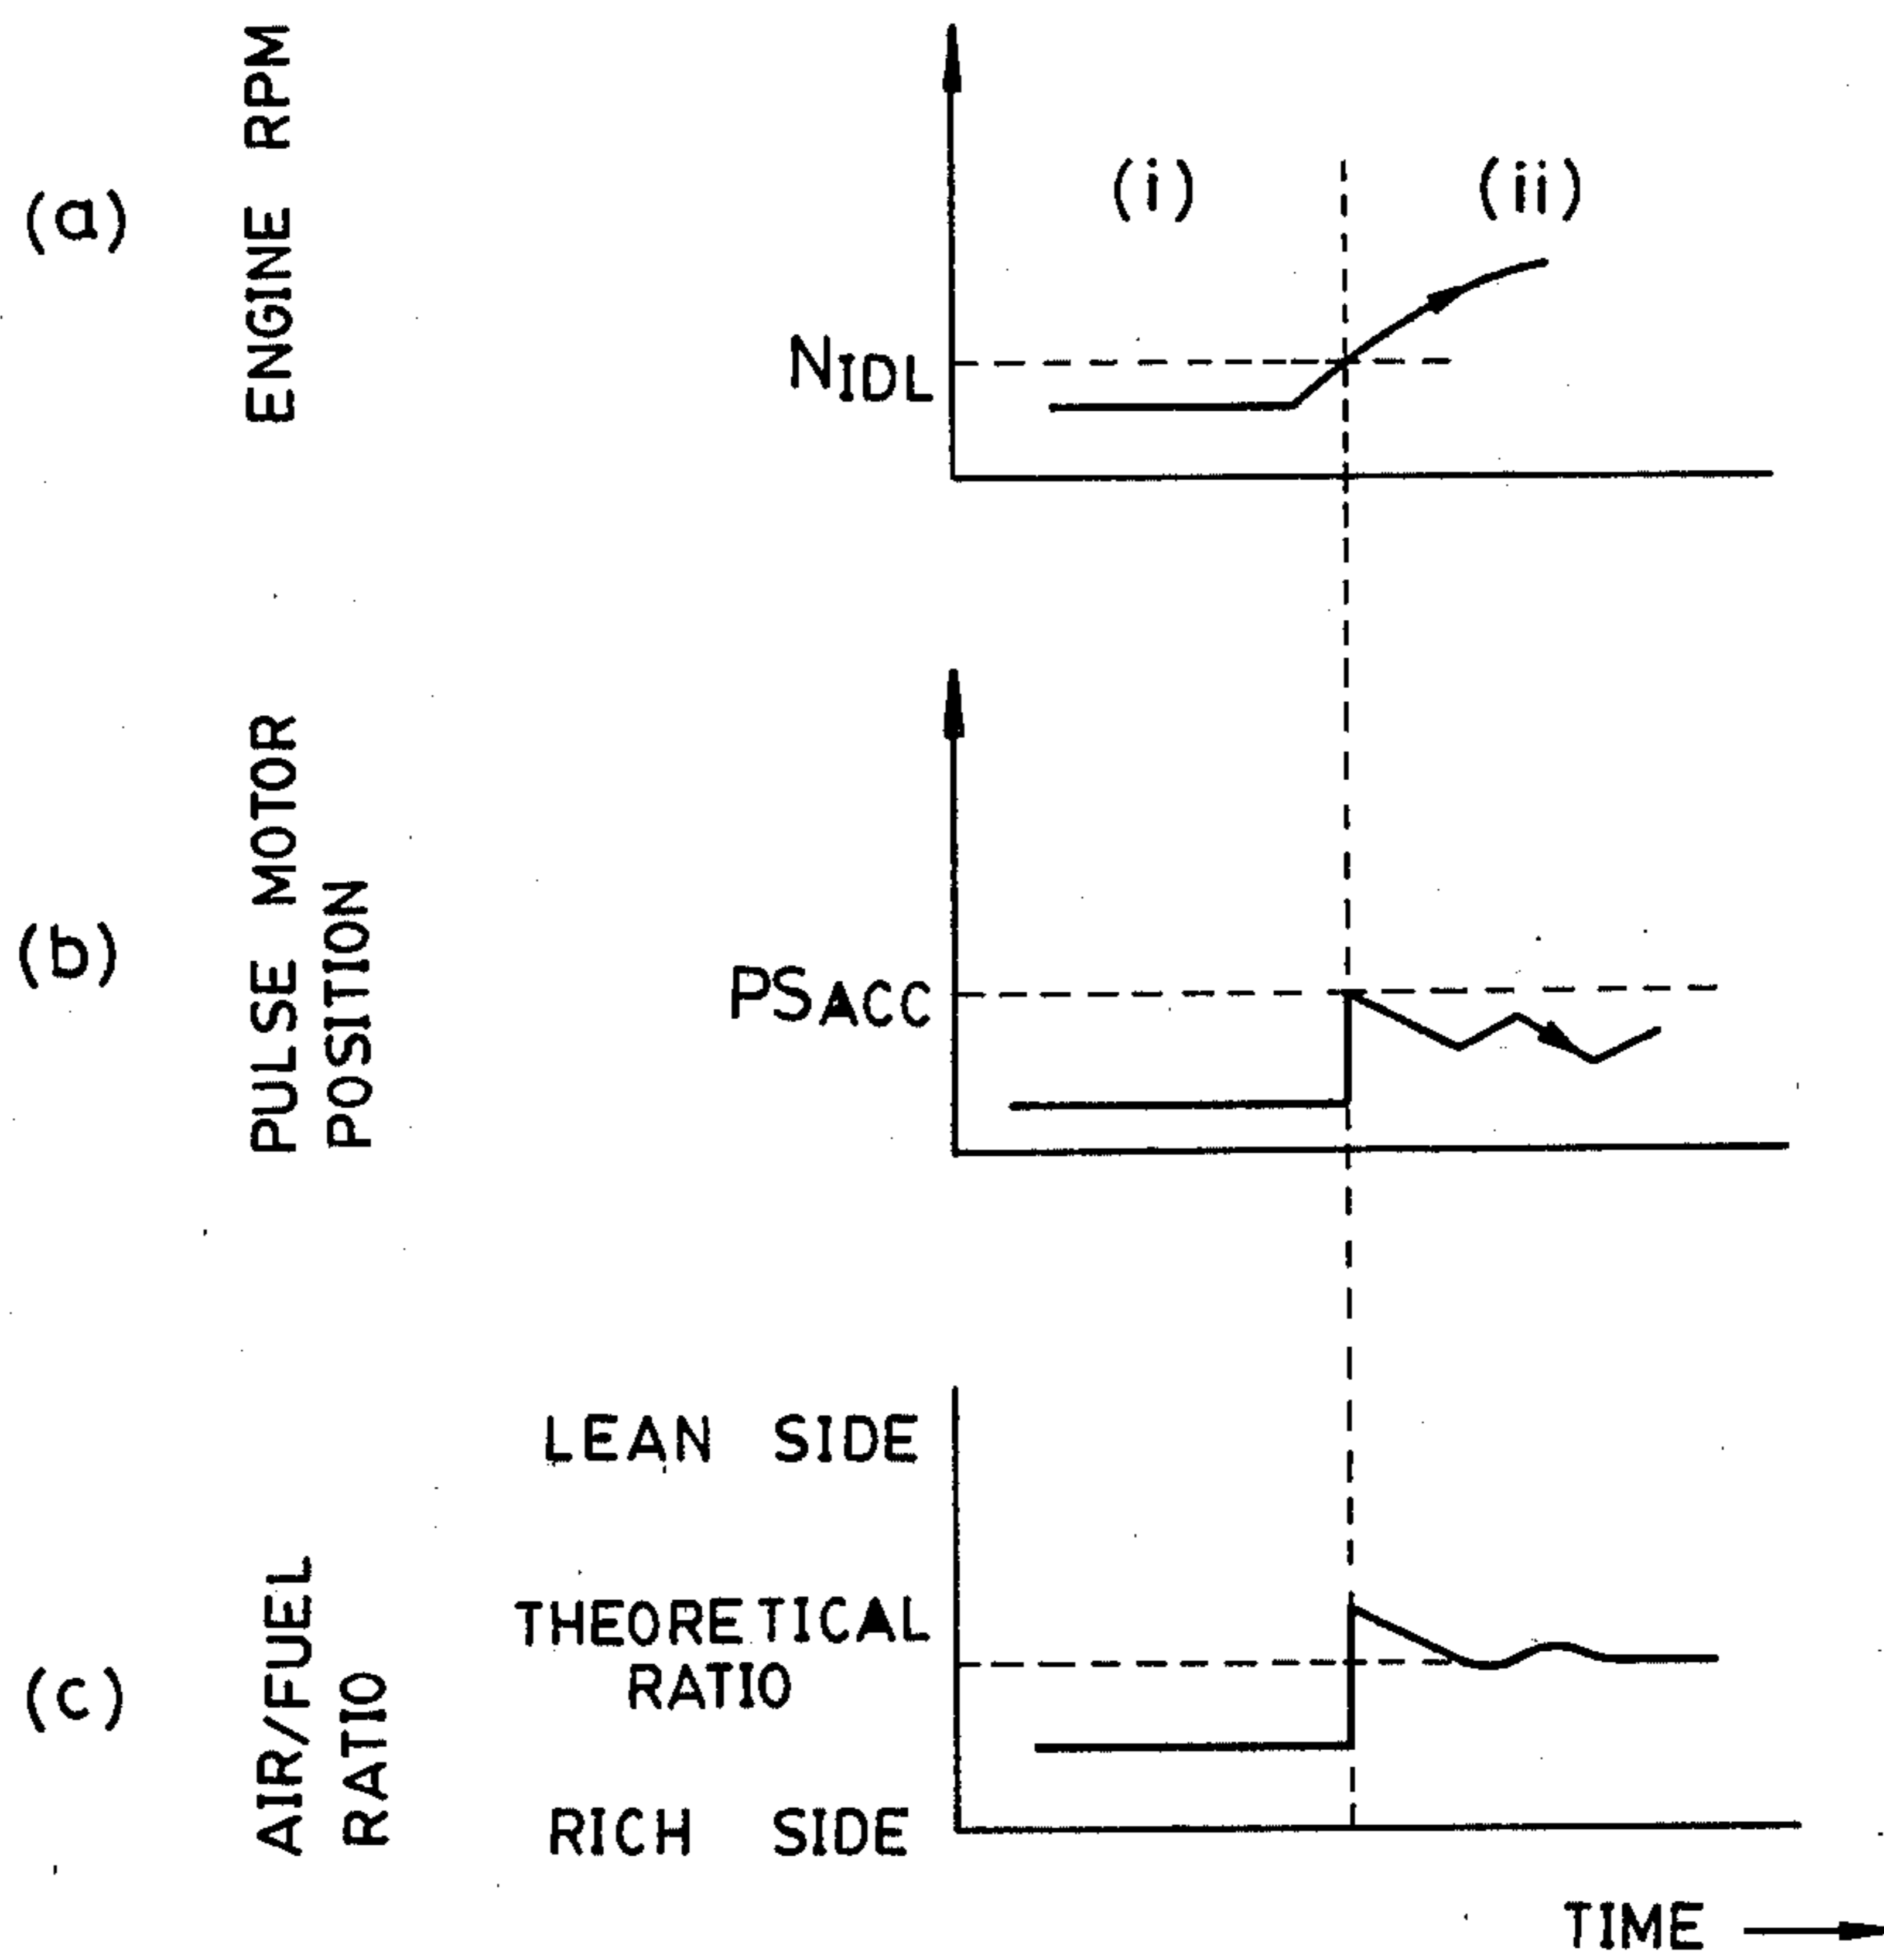 (a)
ENGINE RPM
(i)
(ii)
NIDL
(b)
PULSE MOTOR
POSITION
PSACC
(c)
AIR/FUEL
RATIO
LEAN SIDE
THEORETICAL
RATIO
RICH SIDE
TIME